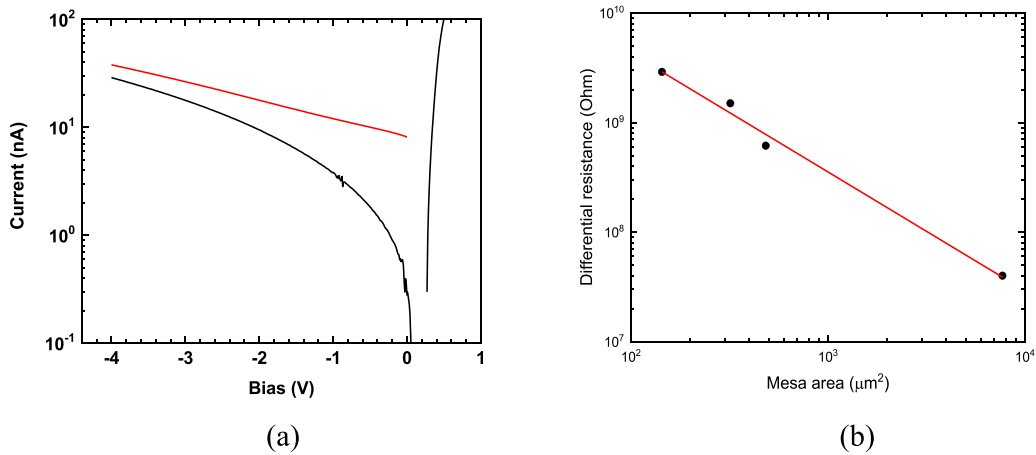 10²
10¹
10⁰
10⁻¹
Current (nA)
-4 -3 -2 -1 0 1
Bias (V)
(a)
10¹⁰
10⁹
10⁸
10⁷
Differential resistance (Ohm)
10² 10³ 10⁴
Mesa area (μm²)
(b)